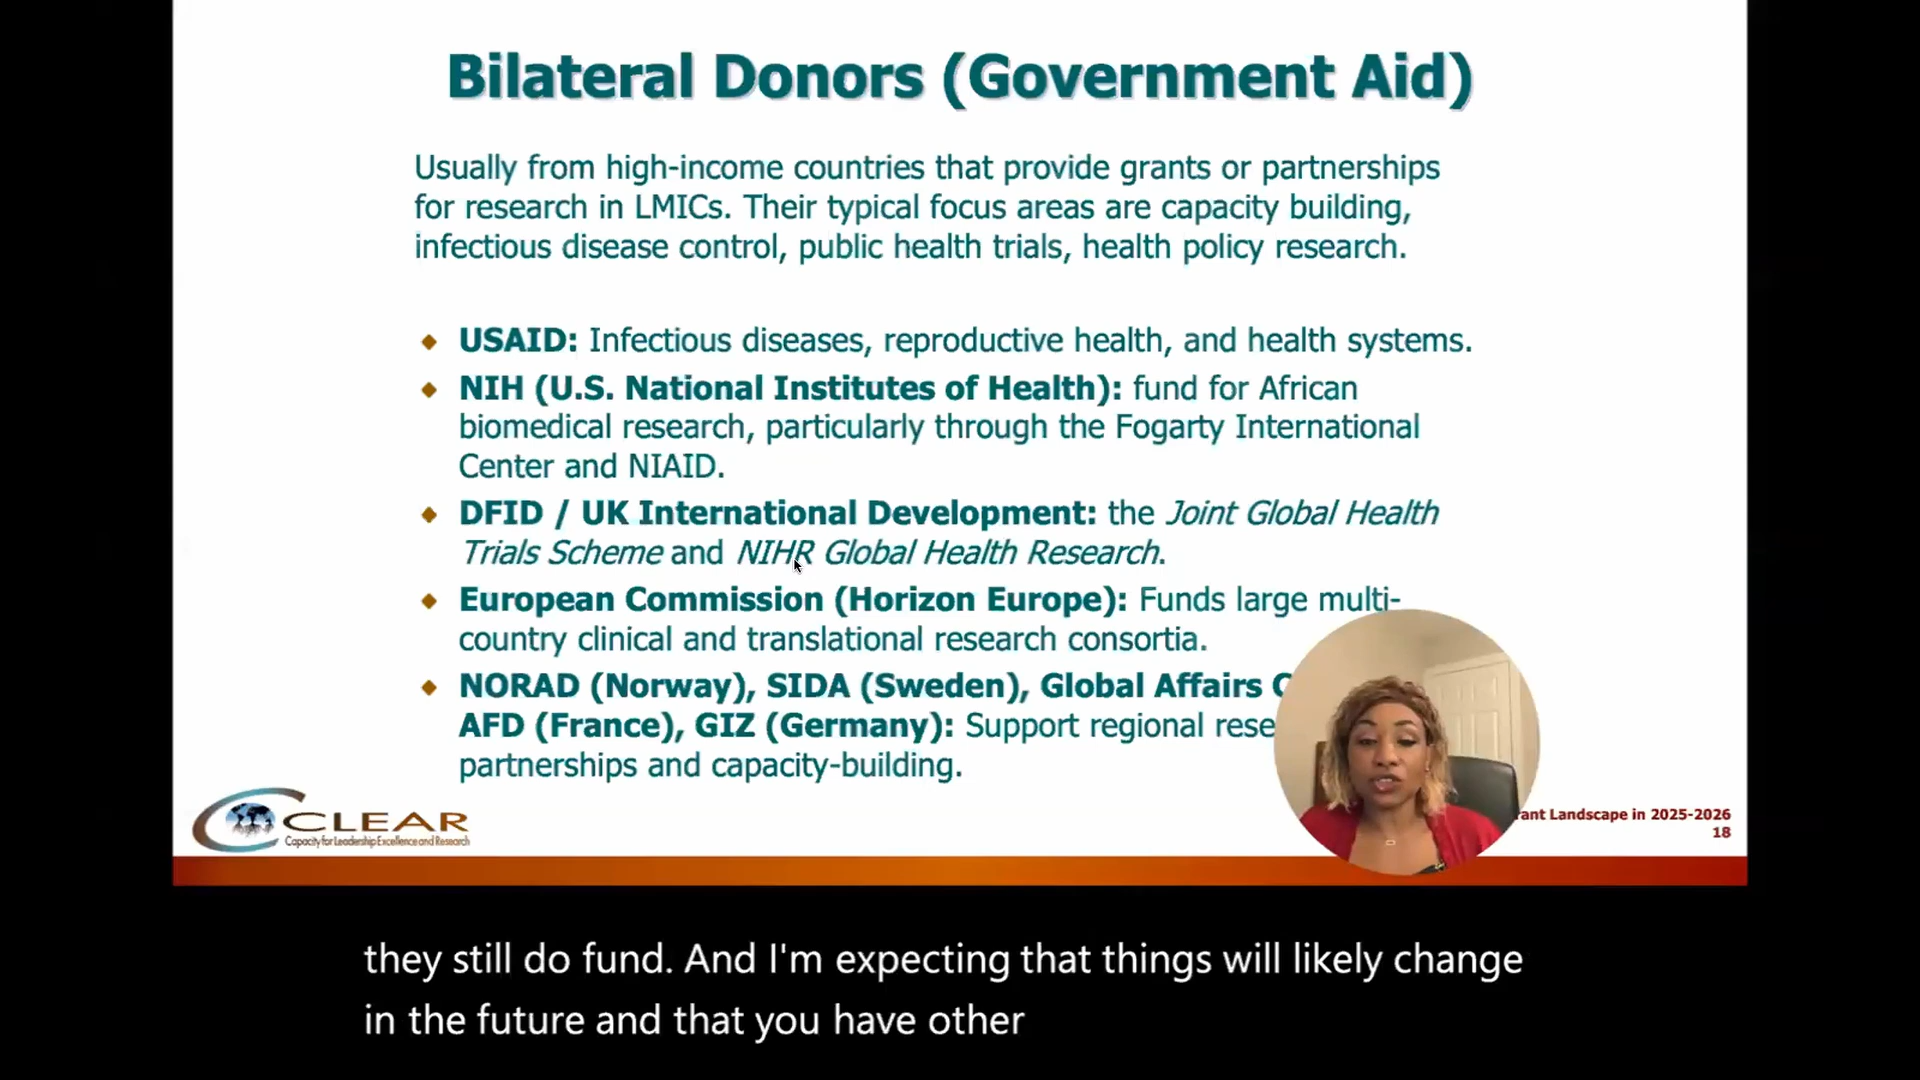 Bilateral Donors (Government Aid)
Usually from high-income countries that provide grants or partnerships
for research in LMICs. Their typical focus areas are capacity building,
infectious disease control, public health trials, health policy research.
USAID: Infectious diseases, reproductive health, and health systems.
NIH (U.S. National Institutes of Health): fund for African
biomedical research, particularly through the Fogarty International
Center and NIAID.
DFID / UK International Development: the Joint Global Health
Trials Scheme and NIHR Global Health Research.
European Commission (Horizon Europe): Funds large multi-
country clinical and translational research consortia.
NORAD (Norway), SIDA (Sweden), Global Affairs
AFD (France), GIZ (Germany): Support regional
partnerships and capacity-building.
CLEAR
Capacity for Leadership Excellence and Research
Landscape in 2025-2026
18
they still do fund. And I'm expecting that things will likely change
in the future and that you have other